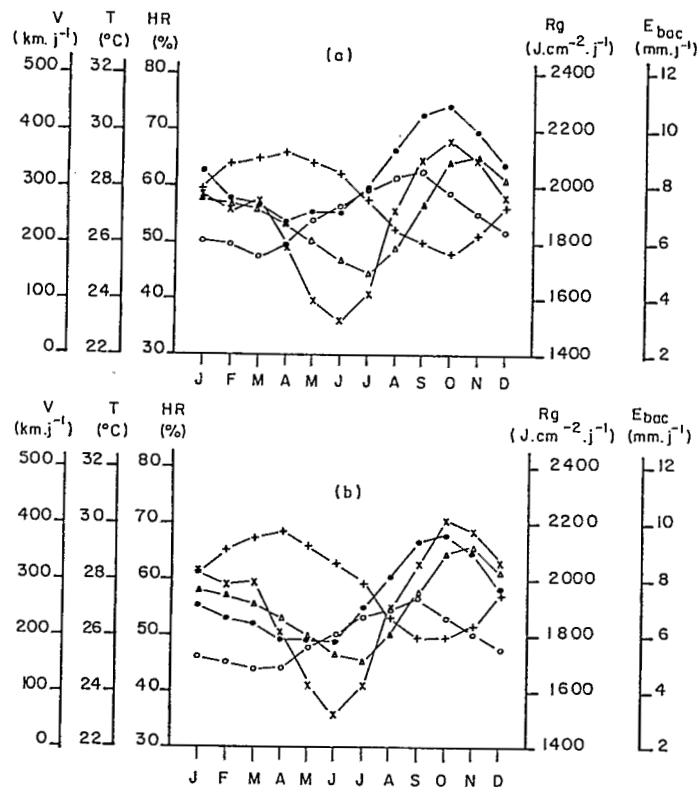 V T HR Rg E bac
(km.j⁻¹) (°C) (%) (a) (J.cm⁻².j⁻¹) (mm.j⁻¹)
500 32 80 2400 12
400 30 70 2200 10
60
300 28 2000 8
200 26 50 1800 6
100 24 40 1600 4
0 22 30 1400 2
J F M A M J J A S O N D
V T HR Rg Ebac
(km.j⁻¹) (°C) (%) (J.cm⁻².j⁻¹) (mm.j⁻¹)
500 32 80 2400 12
(b)
400 30 70 2200 10
300 28 60 2000 8
200 26 50 1800 6
100 24 40 1600 4
0 22 30 1400 2
J F M A M J J A S O N D